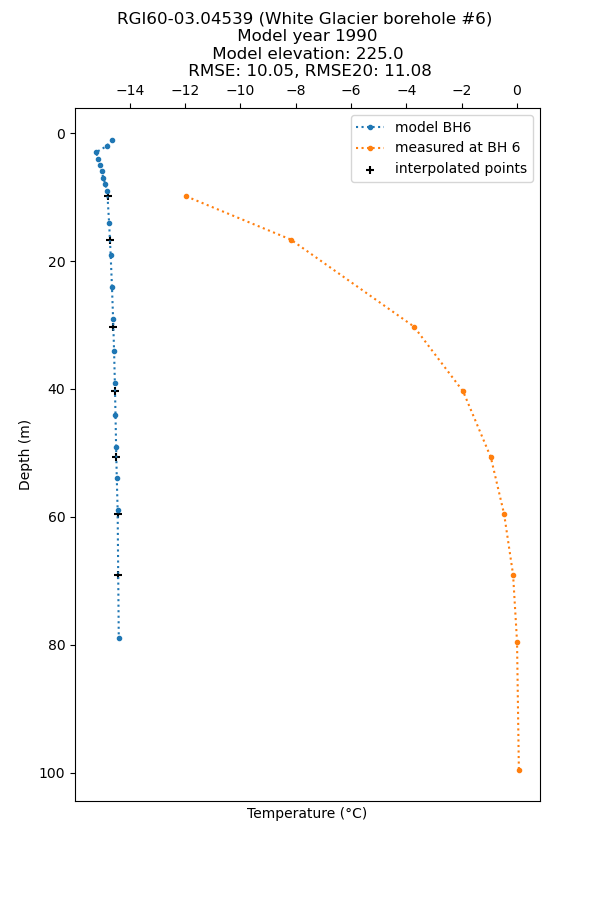 RGI60-03.04539 (White Glacier borehole #6)
Model year 1990
Model elevation: 225.0
RMSE: 10.05, RMSE20: 11.08
−14 −12 −10 −8 −6 −4 −2 0
model BH6
measured at BH 6
interpolated points
0
20
40
60
80
100
Depth (m)
Temperature (°C)